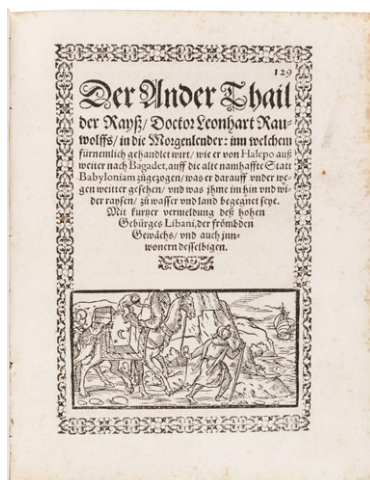 129
Der Ander Thail
der Rayß/ Doctor Leonhart Rau-
wolffs/ in die Morgenlender: inn welchem
fürnemlich gehandlet wirt/ wie er von Halepo auß
weiter nach Bagadet, auff die alte namhaffte Statt
Babyloniam zůgezogen/ was er darauff vnder we-
gen weitter gesehen/ vnd was jhme im hin vnd wi-
der raysen/ zů wasser vnd land begegnet seye.
Mit kurtzer vermeldung deß hohen
Gebürges Libani, der frömbden
Gewächs/ vnd auch inn-
wonern desselbigen.